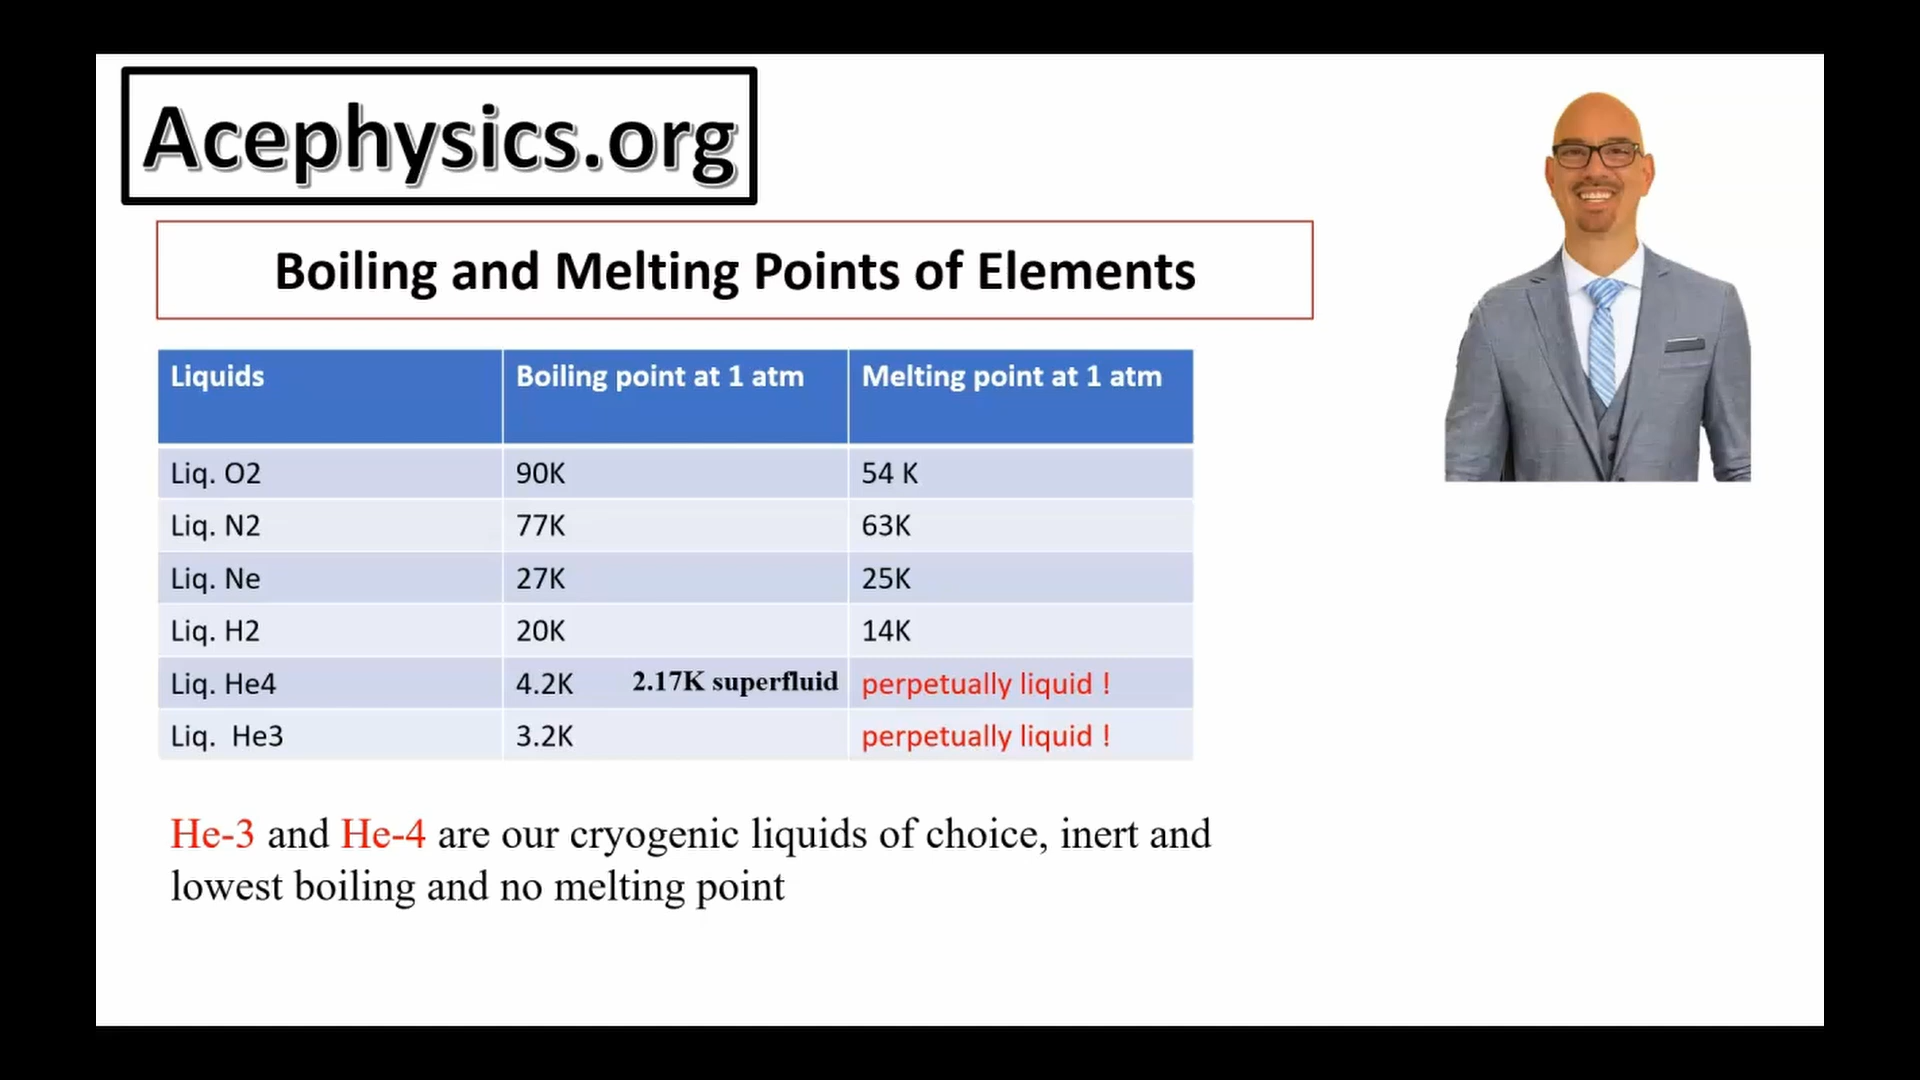 Acephysics.org
Boiling and Melting Points of Elements
Liquids Boiling point at 1 atm Melting point at 1 atm
Liq. O2 90K 54 K
Liq. N2 77K 63K
Liq. Ne 27K 25K
Liq. H2 20K 14K
Liq. He4 4.2K 2.17K superfluid perpetually liquid !
Liq. He3 3.2K perpetually liquid !
He-3 and He-4 are our cryogenic liquids of choice, inert and
lowest boiling and no melting point